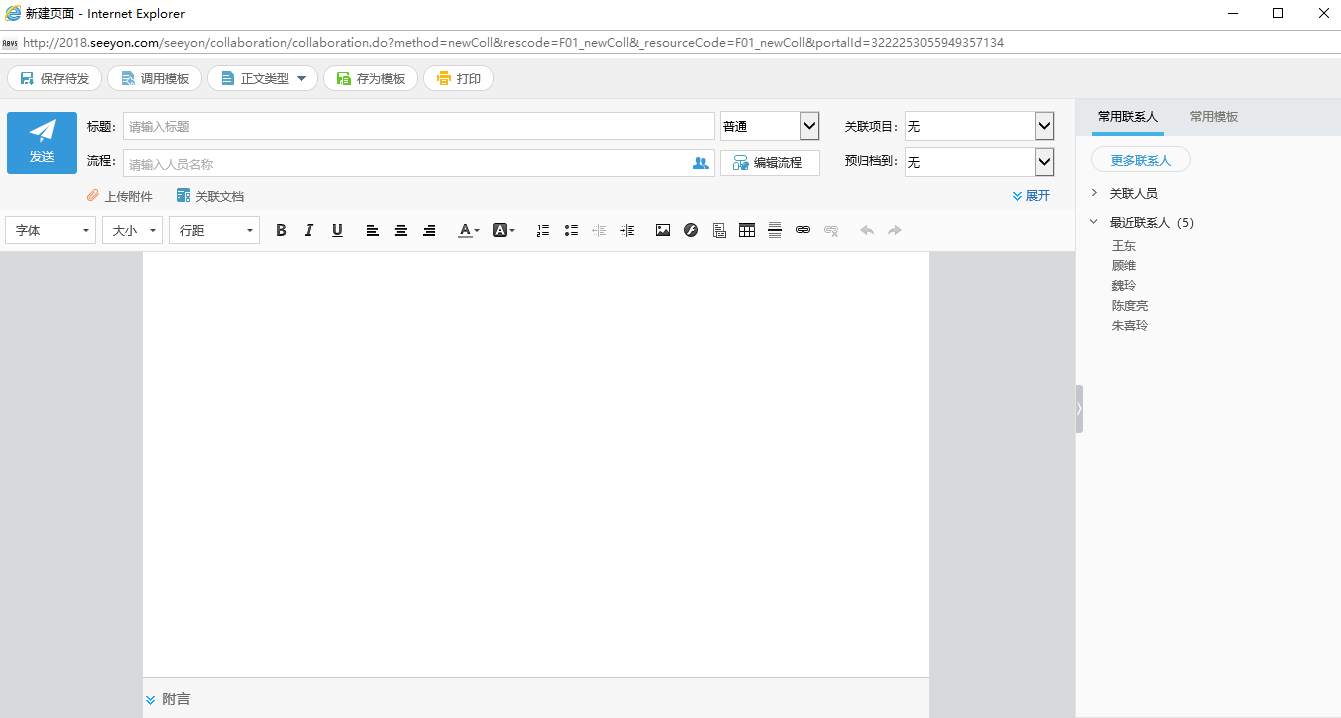 新建页面 - Internet Explorer
http://2018.seeyon.com/seeyon/collaboration/collaboration.do?method=newColl&rescode=F01_newColl&_resourceCode=F01_newColl&portalId=3222253055949357134
保存待发 调用模板 正文类型 存为模板 打印
发送
标题: 请输入标题 普通 关联项目: 无
流程: 请输入人员名称 编辑流程 预归档到: 无
上传附件 关联文档 展开
字体 大小 行距 B I U A A
附言
常用联系人 常用模板
更多联系人
关联人员
最近联系人 (5)
王东
顾维
魏玲
陈度亮
朱喜玲